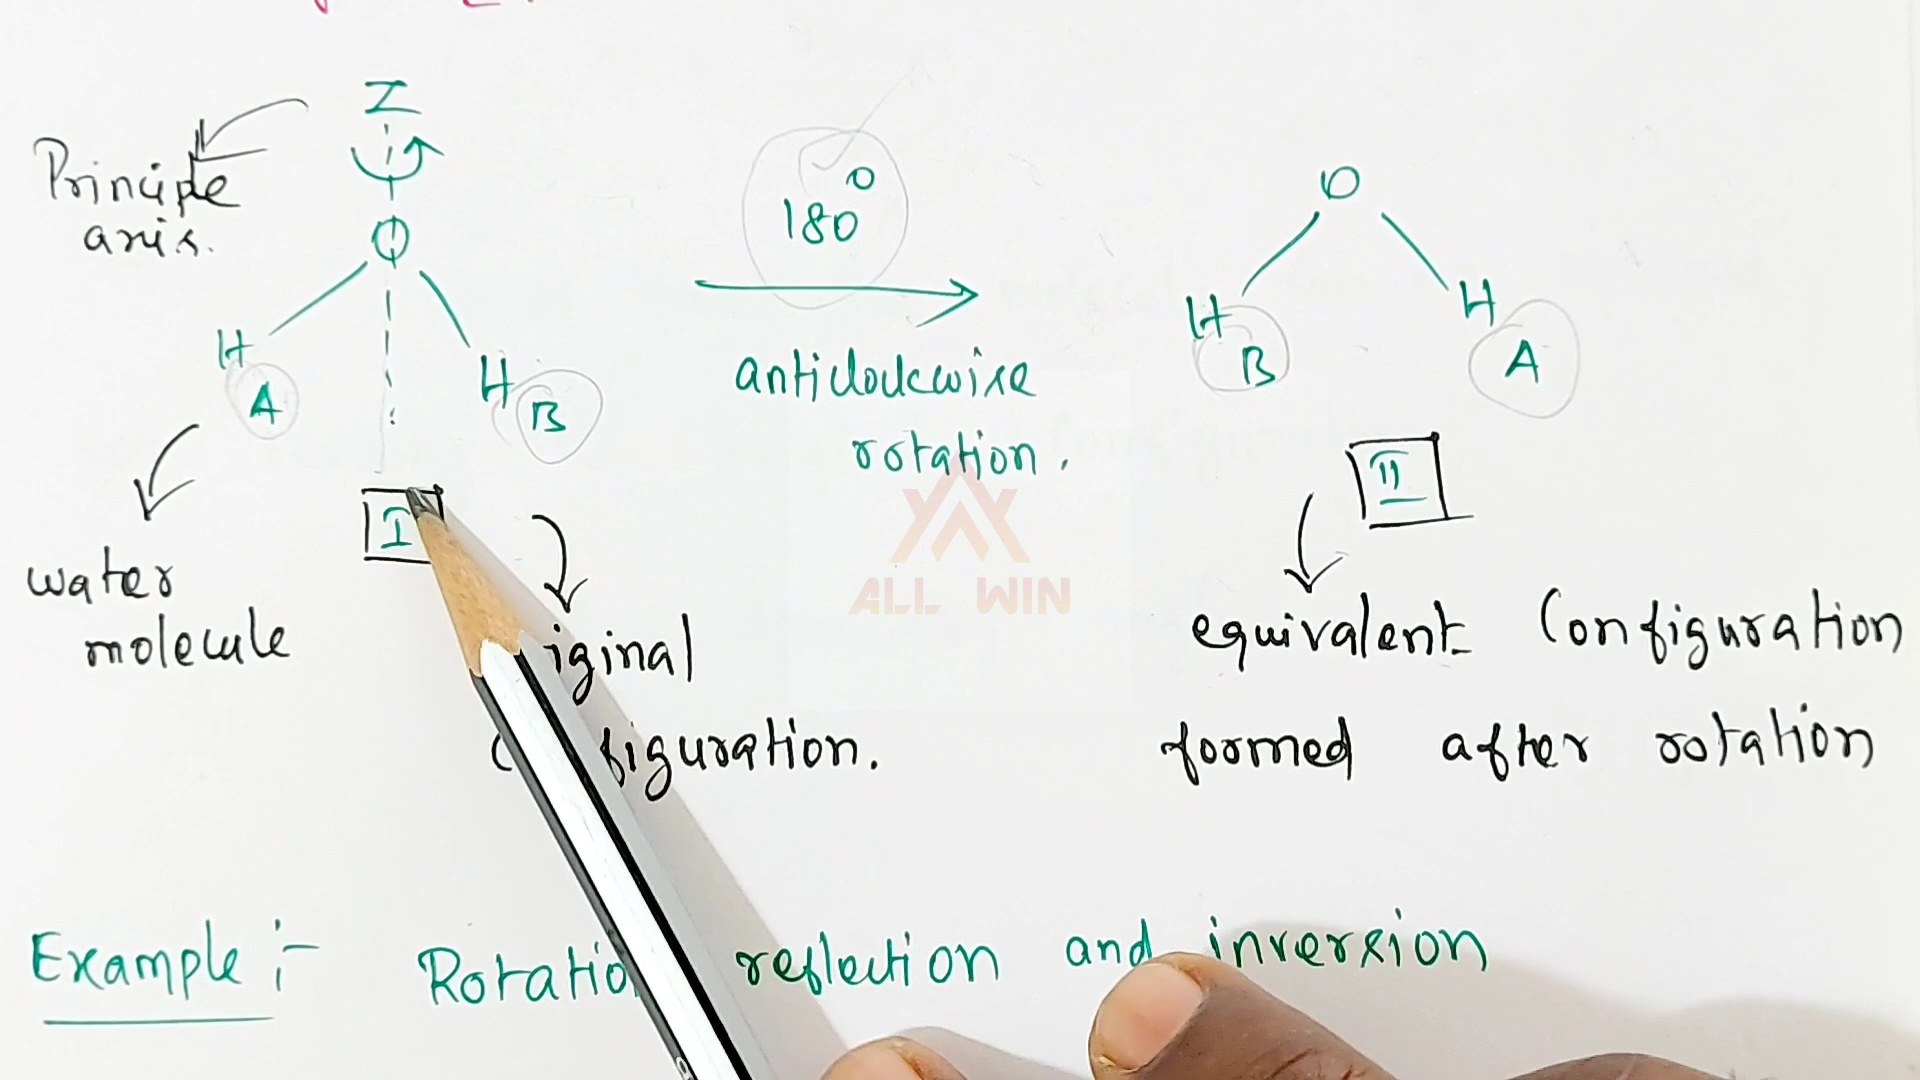 Z
Principle
axis.
O
H
A
H
B
180°
anticlockwise
rotation.
O
H
B
H
A
I
II
water
molecule
iginal
figuration.
equivalent Configuration
formed after rotation
ALL WIN
Example :- Rotatio reflection and inversion